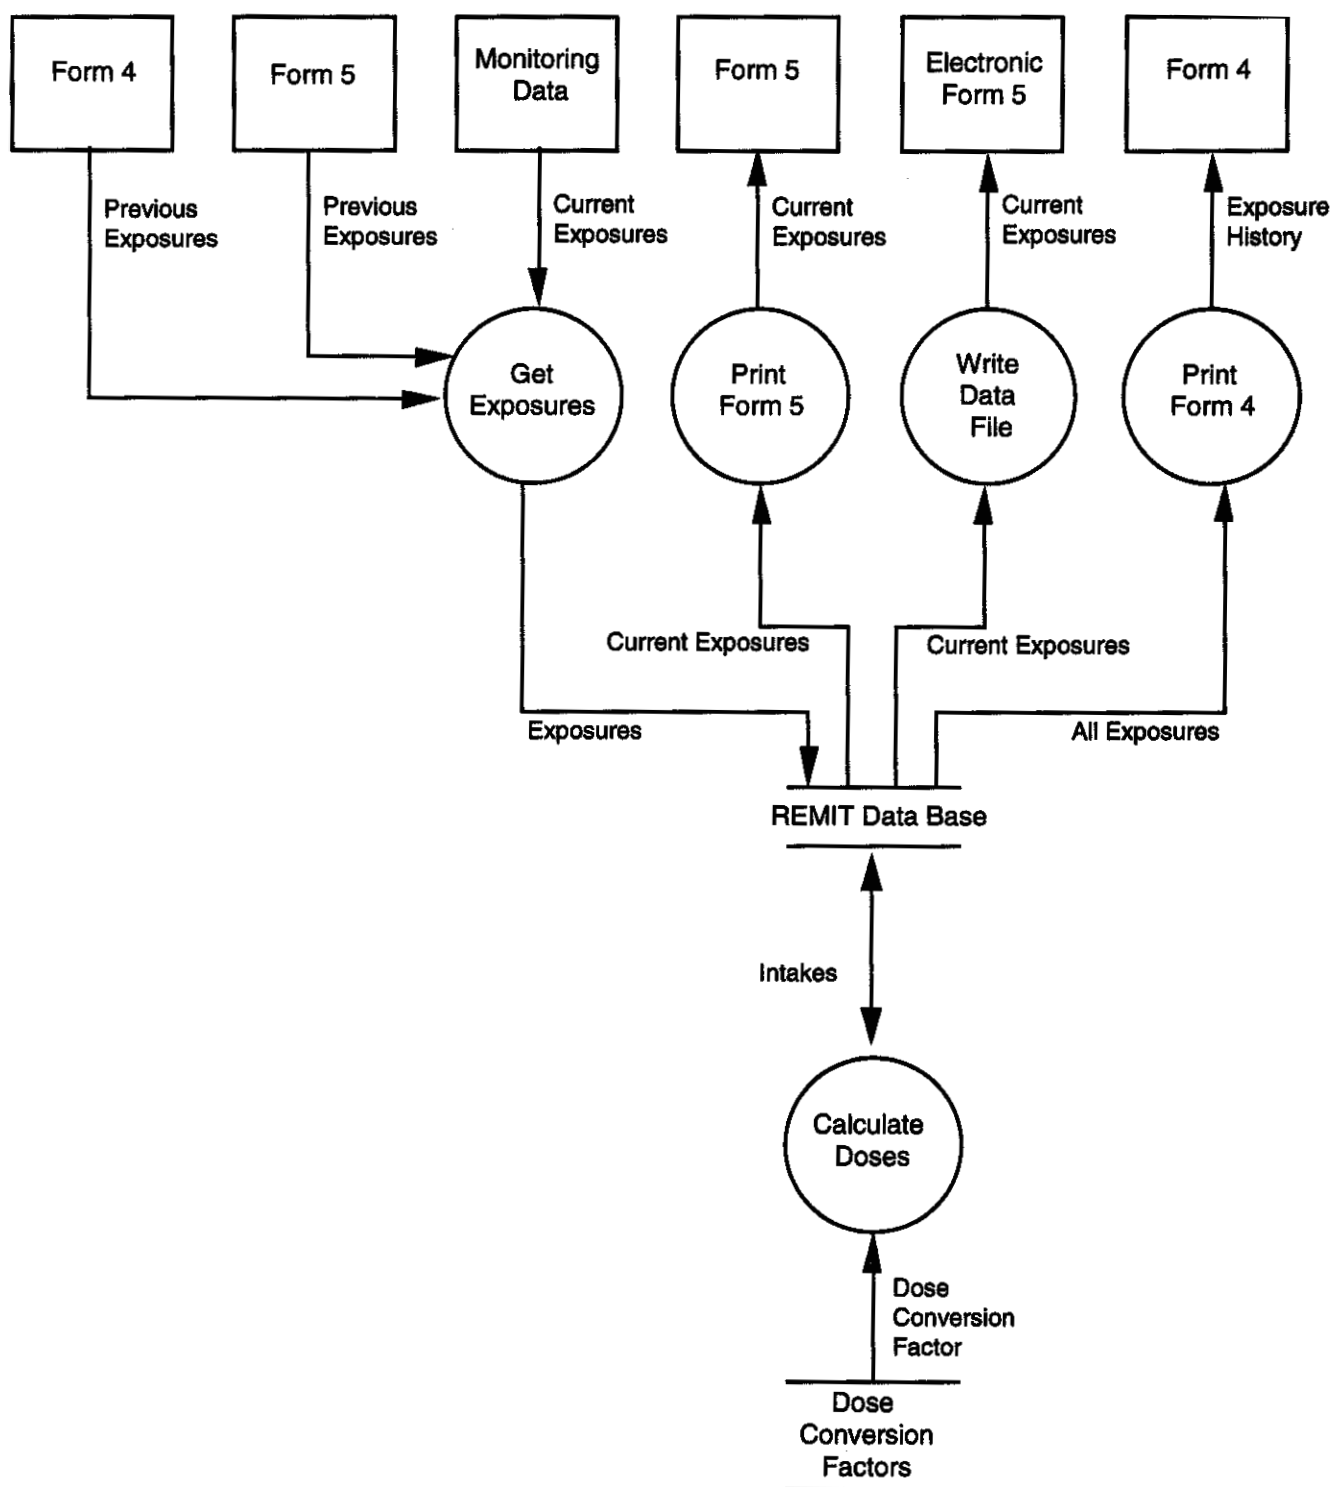 Form 4
Form 5
Monitoring
Data
Form 5
Electronic
Form 5
Form 4
Previous
Exposures
Previous
Exposures
Current
Exposures
Current
Exposures
Current
Exposures
Exposure
History
Get
Exposures
Print
Form 5
Write
Data
File
Print
Form 4
Current Exposures
Current Exposures
Exposures
All Exposures
REMIT Data Base
Intakes
Calculate
Doses
Dose
Conversion
Factor
Dose
Conversion
Factors